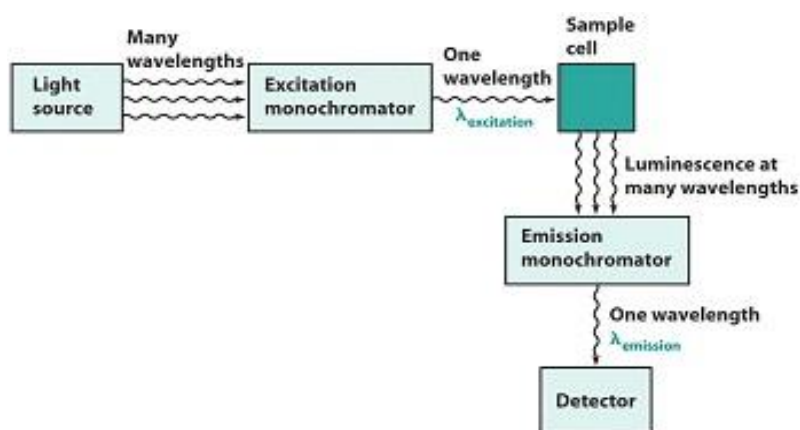 Light
source
Many
wavelengths
Excitation
monochromator
One
wavelength
λexcitation
Sample
cell
Luminescence at
many wavelengths
Emission
monochromator
One wavelength
λemission
Detector